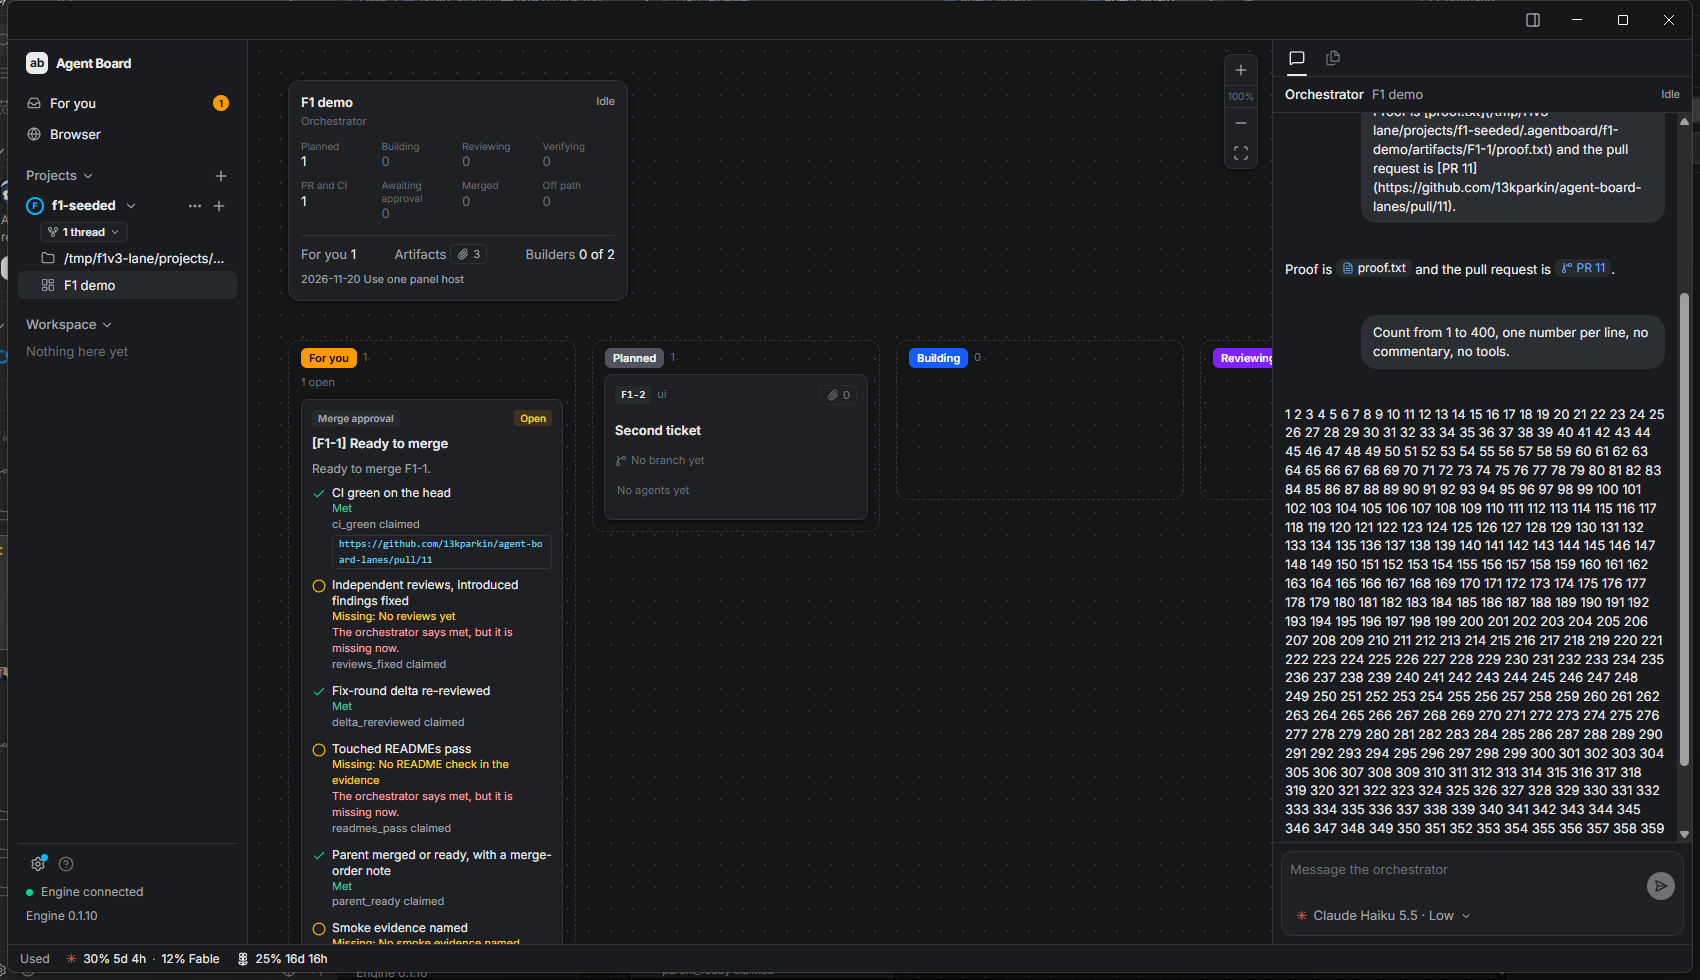 ab Agent Board
For you 1
Browser
Projects
F f1-seeded
1 thread
/tmp/f1v3-lane/projects/...
F1 demo
Workspace
Nothing here yet
Engine connected
Engine 0.1.10
F1 demo Idle
Orchestrator
Planned Building Reviewing Verifying
1 0 0 0
PR and CI Awaiting approval Merged Off path
1 0 0 0
For you 1 Artifacts 3 Builders 0 of 2
2026-11-20 Use one panel host
100%
For you 1
1 open
Merge approval Open
[F1-1] Ready to merge
Ready to merge F1-1.
CI green on the head
Met
ci_green claimed
https://github.com/13kparkin/agent-bo
ard-lanes/pull/11
Independent reviews, introduced
findings fixed
Missing: No reviews yet
The orchestrator says met, but it is
missing now.
reviews_fixed claimed
Fix-round delta re-reviewed
Met
delta_rereviewed claimed
Touched READMEs pass
Missing: No README check in the
evidence
The orchestrator says met, but it is
missing now.
readmes_pass claimed
Parent merged or ready, with a merge-
order note
Met
parent_ready claimed
Smoke evidence named
Missing: No smoke evidence named
Planned 1
F1-2 ui 0
Second ticket
No branch yet
No agents yet
Building 0
Reviewing
Orchestrator F1 demo Idle
Proof is [proof.txt](/tmp/f1v3-
lane/projects/f1-seeded/.agentboard/f1-
demo/artifacts/F1-1/proof.txt) and the pull
request is [PR 11]
(https://github.com/13kparkin/agent-board-
lanes/pull/11).
Proof is proof.txt and the pull request is PR 11.
Count from 1 to 400, one number per line, no
commentary, no tools.
1 2 3 4 5 6 7 8 9 10 11 12 13 14 15 16 17 18 19 20 21 22 23 24 25
26 27 28 29 30 31 32 33 34 35 36 37 38 39 40 41 42 43 44
45 46 47 48 49 50 51 52 53 54 55 56 57 58 59 60 61 62 63
64 65 66 67 68 69 70 71 72 73 74 75 76 77 78 79 80 81 82 83
84 85 86 87 88 89 90 91 92 93 94 95 96 97 98 99 100 101
102 103 104 105 106 107 108 109 110 111 112 113 114 115 116 117
118 119 120 121 122 123 124 125 126 127 128 129 130 131 132
133 134 135 136 137 138 139 140 141 142 143 144 145 146 147
148 149 150 151 152 153 154 155 156 157 158 159 160 161 162
163 164 165 166 167 168 169 170 171 172 173 174 175 176 177
178 179 180 181 182 183 184 185 186 187 188 189 190 191 192
193 194 195 196 197 198 199 200 201 202 203 204 205 206
207 208 209 210 211 212 213 214 215 216 217 218 219 220 221
222 223 224 225 226 227 228 229 230 231 232 233 234 235
236 237 238 239 240 241 242 243 244 245 246 247 248
249 250 251 252 253 254 255 256 257 258 259 260 261 262
263 264 265 266 267 268 269 270 271 272 273 274 275 276
277 278 279 280 281 282 283 284 285 286 287 288 289 290
291 292 293 294 295 296 297 298 299 300 301 302 303 304
305 306 307 308 309 310 311 312 313 314 315 316 317 318
319 320 321 322 323 324 325 326 327 328 329 330 331 332
333 334 335 336 337 338 339 340 341 342 343 344 345
346 347 348 349 350 351 352 353 354 355 356 357 358 359
Message the orchestrator
Claude Haiku 5.5 · Low
Used 30% 5d 4h · 12% Fable 25% 16d 16h
Engine 0.1.10